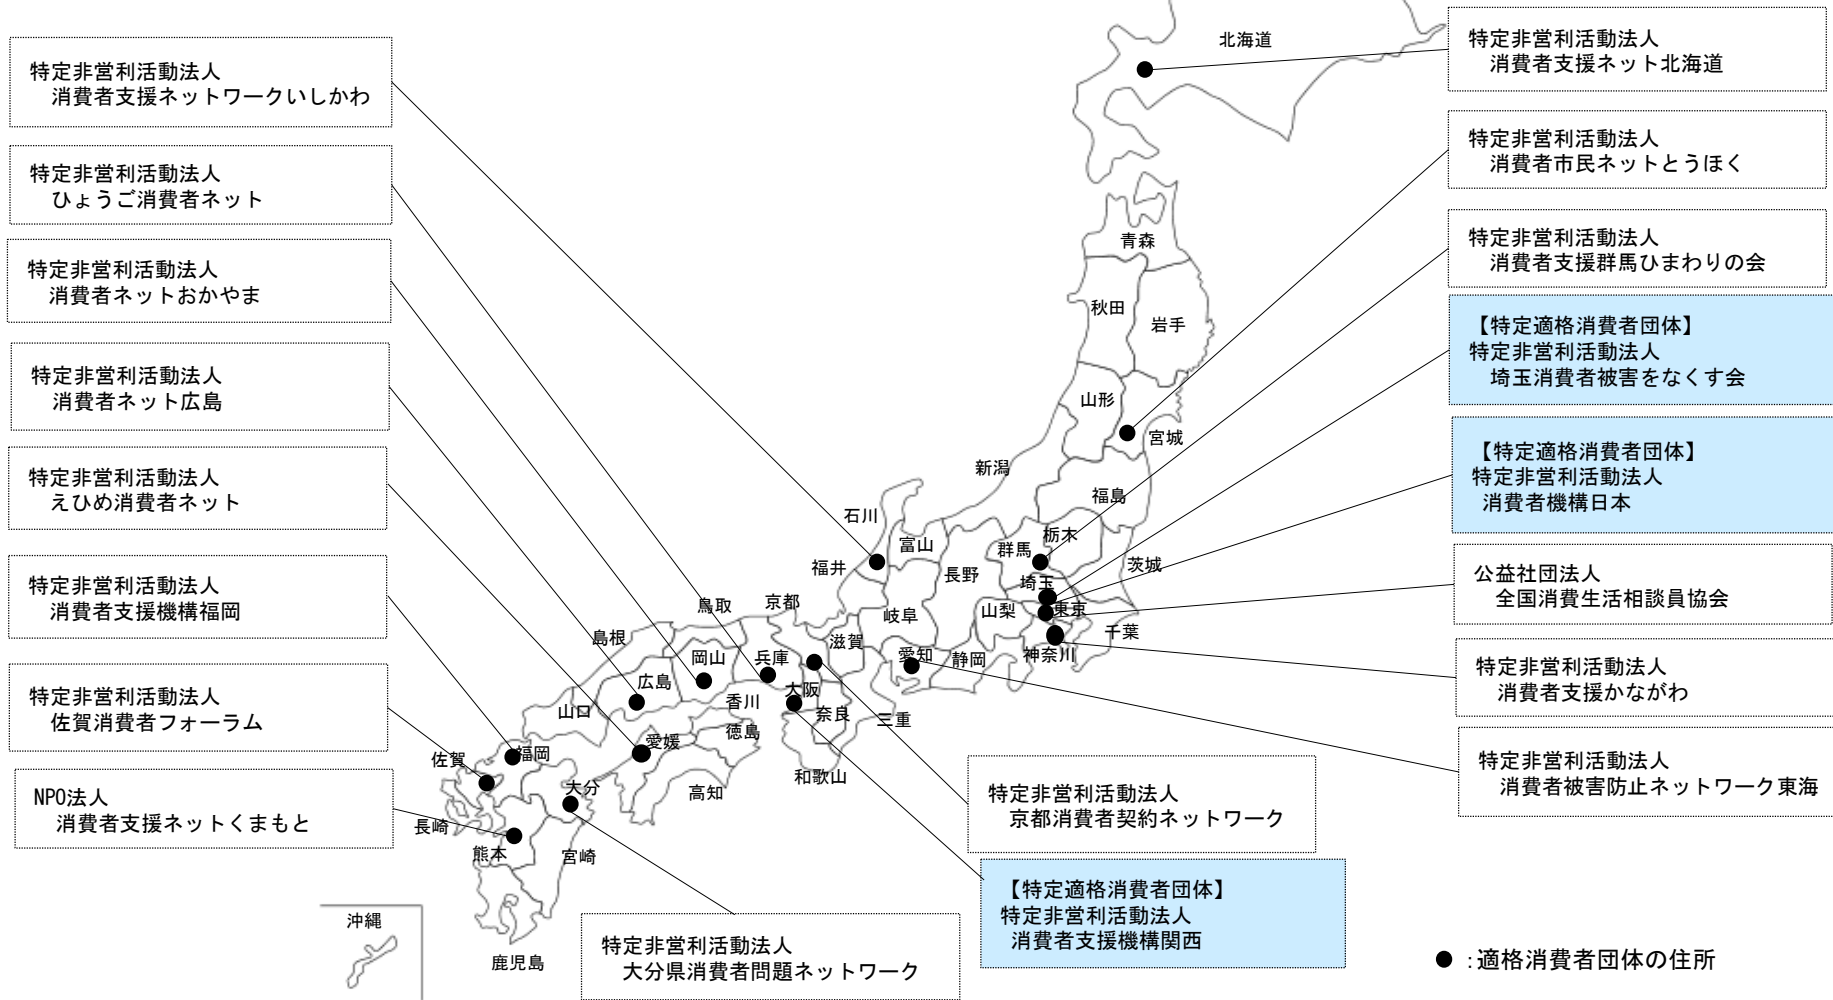 特定非営利活動法人
消費者支援ネットワークいしかわ
特定非営利活動法人
ひょうご消費者ネット
特定非営利活動法人
消費者ネットおかやま
特定非営利活動法人
消費者ネット広島
特定非営利活動法人
えひめ消費者ネット
特定非営利活動法人
消費者支援機構福岡
特定非営利活動法人
佐賀消費者フォーラム
NPO法人
消費者支援ネットくまもと
北海道
青森
秋田
岩手
山形
宮城
新潟
福島
石川
富山
群馬
栃木
福井
長野
茨城
埼玉
鳥取
京都
岐阜
山梨
東京
千葉
島根
滋賀
岡山
兵庫
愛知
静岡
神奈川
広島
大阪
香川
山口
奈良
三重
徳島
愛媛
佐賀
福岡
和歌山
大分
高知
長崎
熊本
宮崎
沖縄
鹿児島
特定非営利活動法人
消費者支援ネット北海道
特定非営利活動法人
消費者市民ネットとうほく
特定非営利活動法人
消費者支援群馬ひまわりの会
【特定適格消費者団体】
特定非営利活動法人
埼玉消費者被害をなくす会
【特定適格消費者団体】
特定非営利活動法人
消費者機構日本
公益社団法人
全国消費生活相談員協会
特定非営利活動法人
消費者支援かながわ
特定非営利活動法人
消費者被害防止ネットワーク東海
特定非営利活動法人
京都消費者契約ネットワーク
【特定適格消費者団体】
特定非営利活動法人
消費者支援機構関西
特定非営利活動法人
大分県消費者問題ネットワーク
●:適格消費者団体の住所